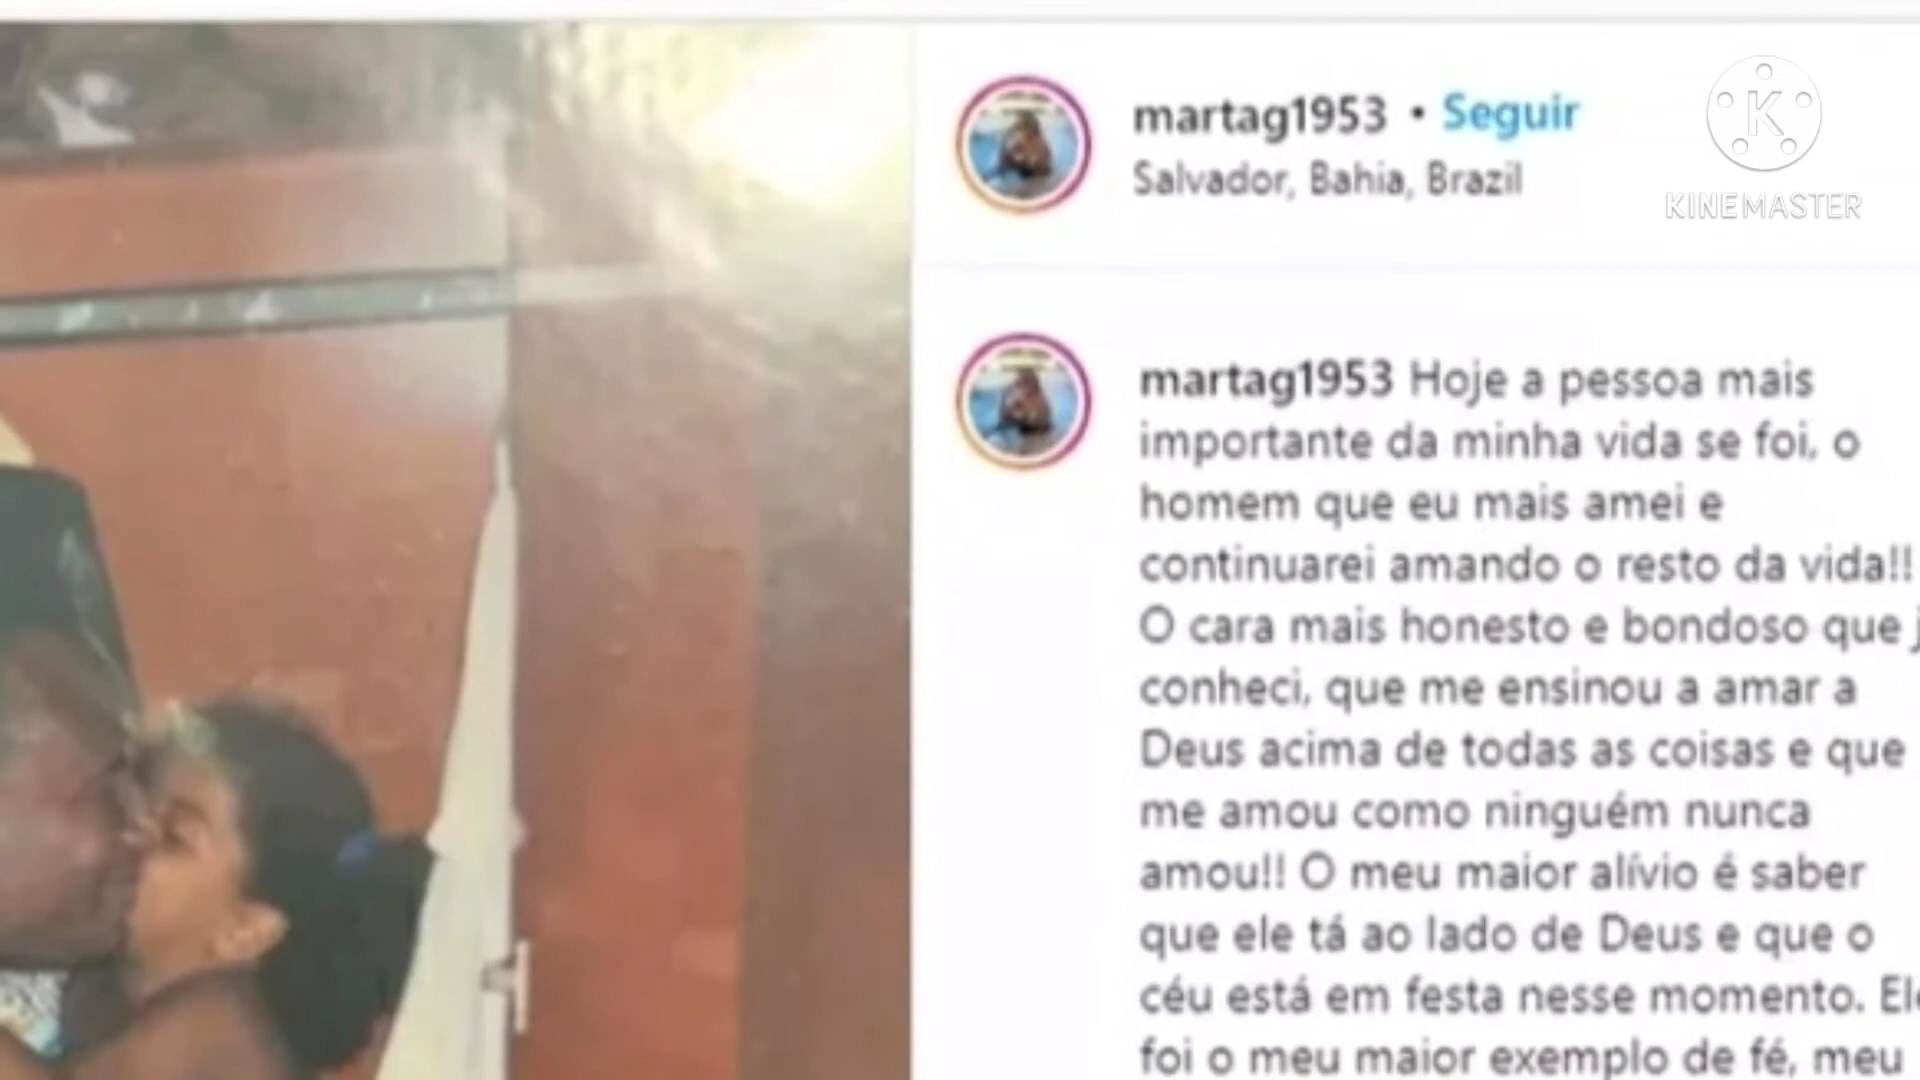 martag1953 • Seguir
Salvador, Bahia, Brazil
KINEMASTER
martag1953 Hoje a pessoa mais
importante da minha vida se foi, o
homem que eu mais amei e
continuarei amando o resto da vida!!
O cara mais honesto e bondoso que
conheci, que me ensinou a amar a
Deus acima de todas as coisas e que
me amou como ninguém nunca
amou!! O meu maior alívio é saber
que ele tá ao lado de Deus e que o
céu está em festa nesse momento. Ele
foi o meu maior exemplo de fé, meu